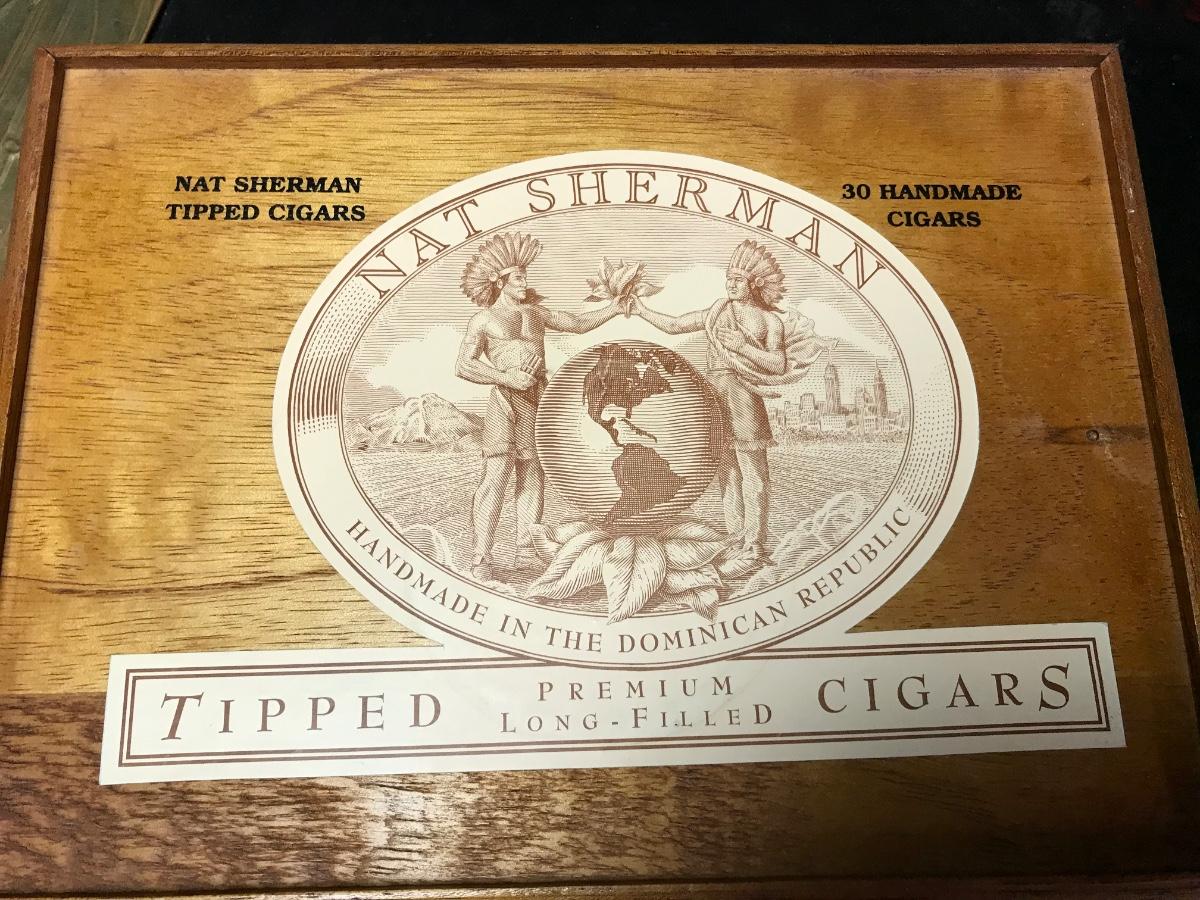 NAT SHERMAN
TIPPED CIGARS
30 HANDMADE
CIGARS
NAT SHERMAN
HANDMADE IN THE DOMINICAN REPUBLIC
TIPPED
PREMIUM
LONG-FILLED
CIGARS